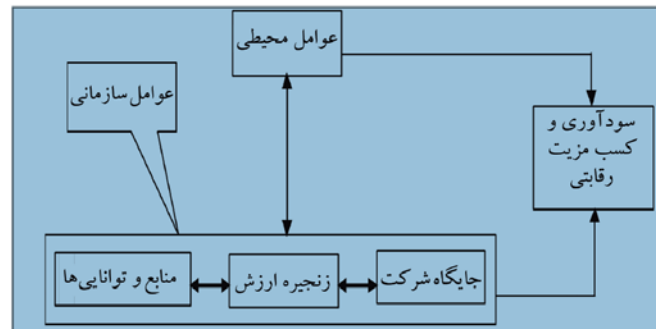 عوامل محیطی
عوامل سازمانی
سودآوری و
کسب مزیت
رقابتی
جایگاه شرکت
زنجیره ارزش
منابع و توانایی‌ها